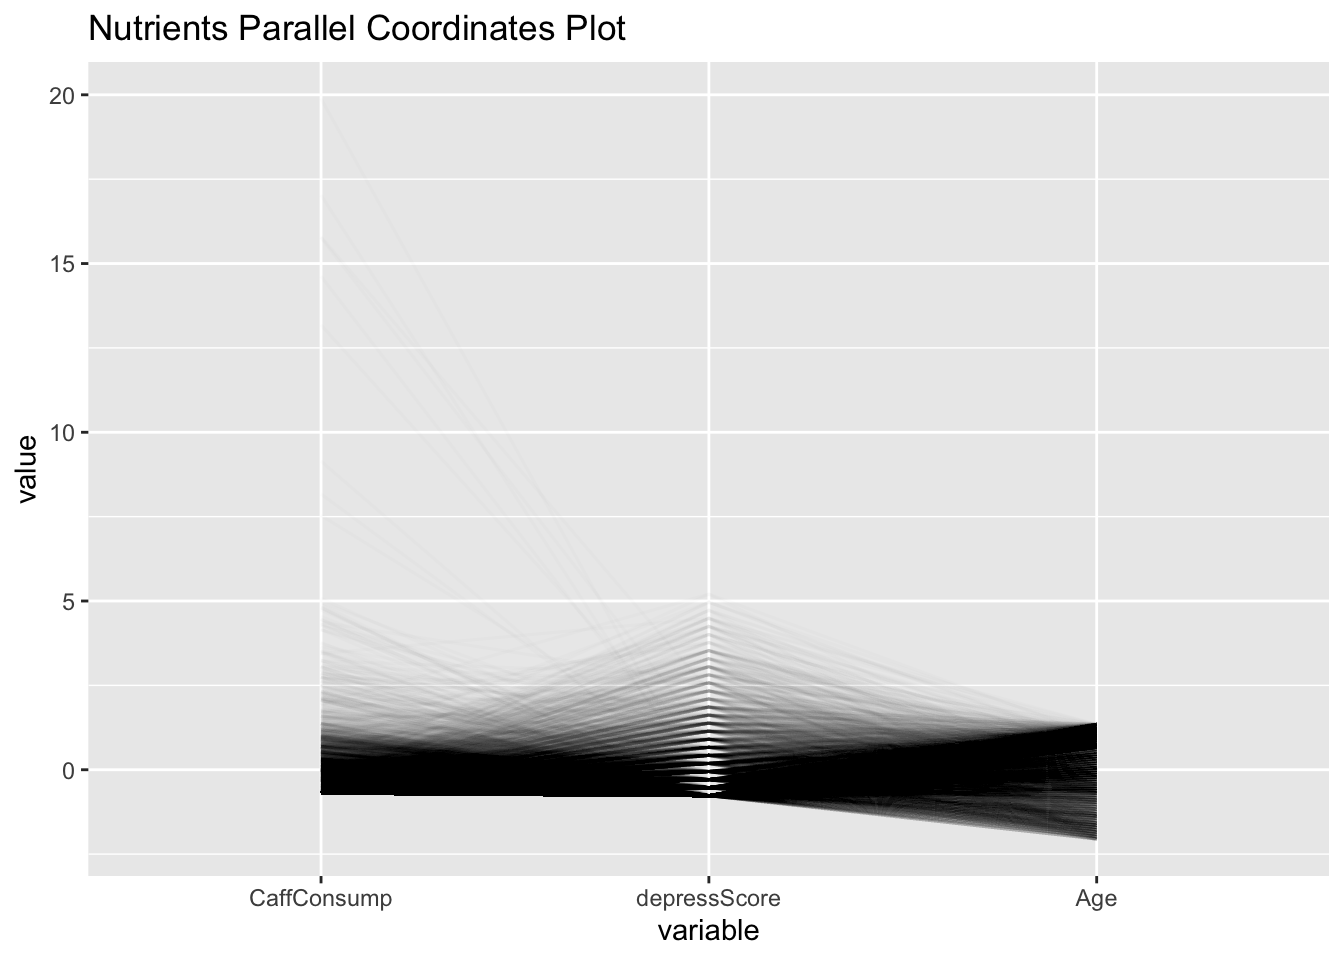 Nutrients Parallel Coordinates Plot
20
15
10
5
0
value
CaffConsump depressScore Age
variable